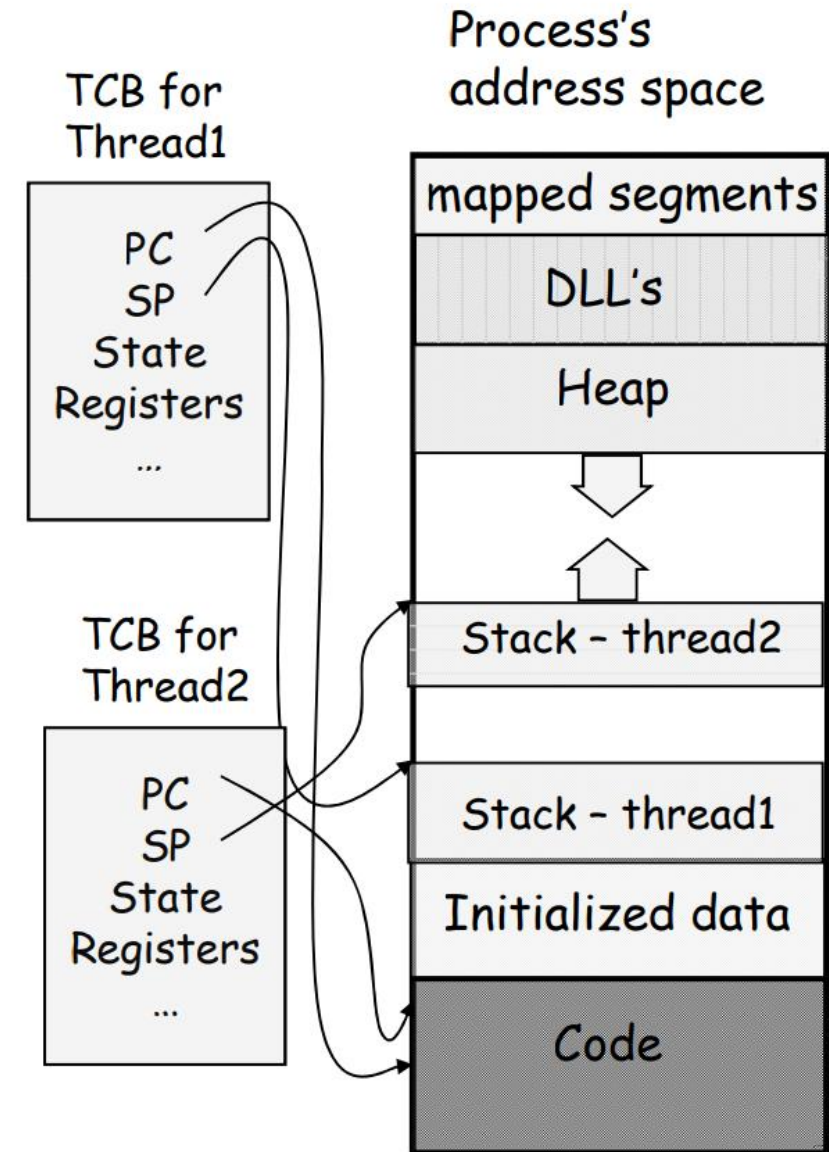 Process's
address space
TCB for
Thread1
PC
SP
State
Registers
...
TCB for
Thread2
PC
SP
State
Registers
...
mapped segments
DLL's
Heap
Stack - thread2
Stack - thread1
Initialized data
Code